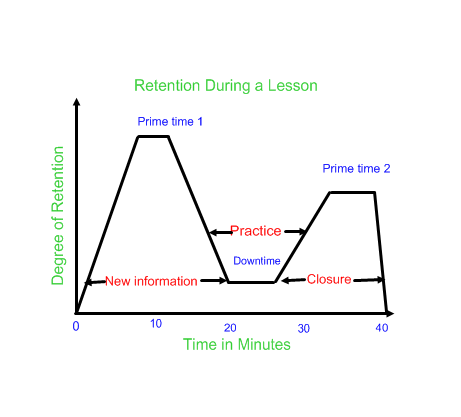 Retention During a Lesson
Prime time 1
Prime time 2
Degree of Retention
Practice
Downtime
New information
Closure
0
10
20
30
40
Time in Minutes